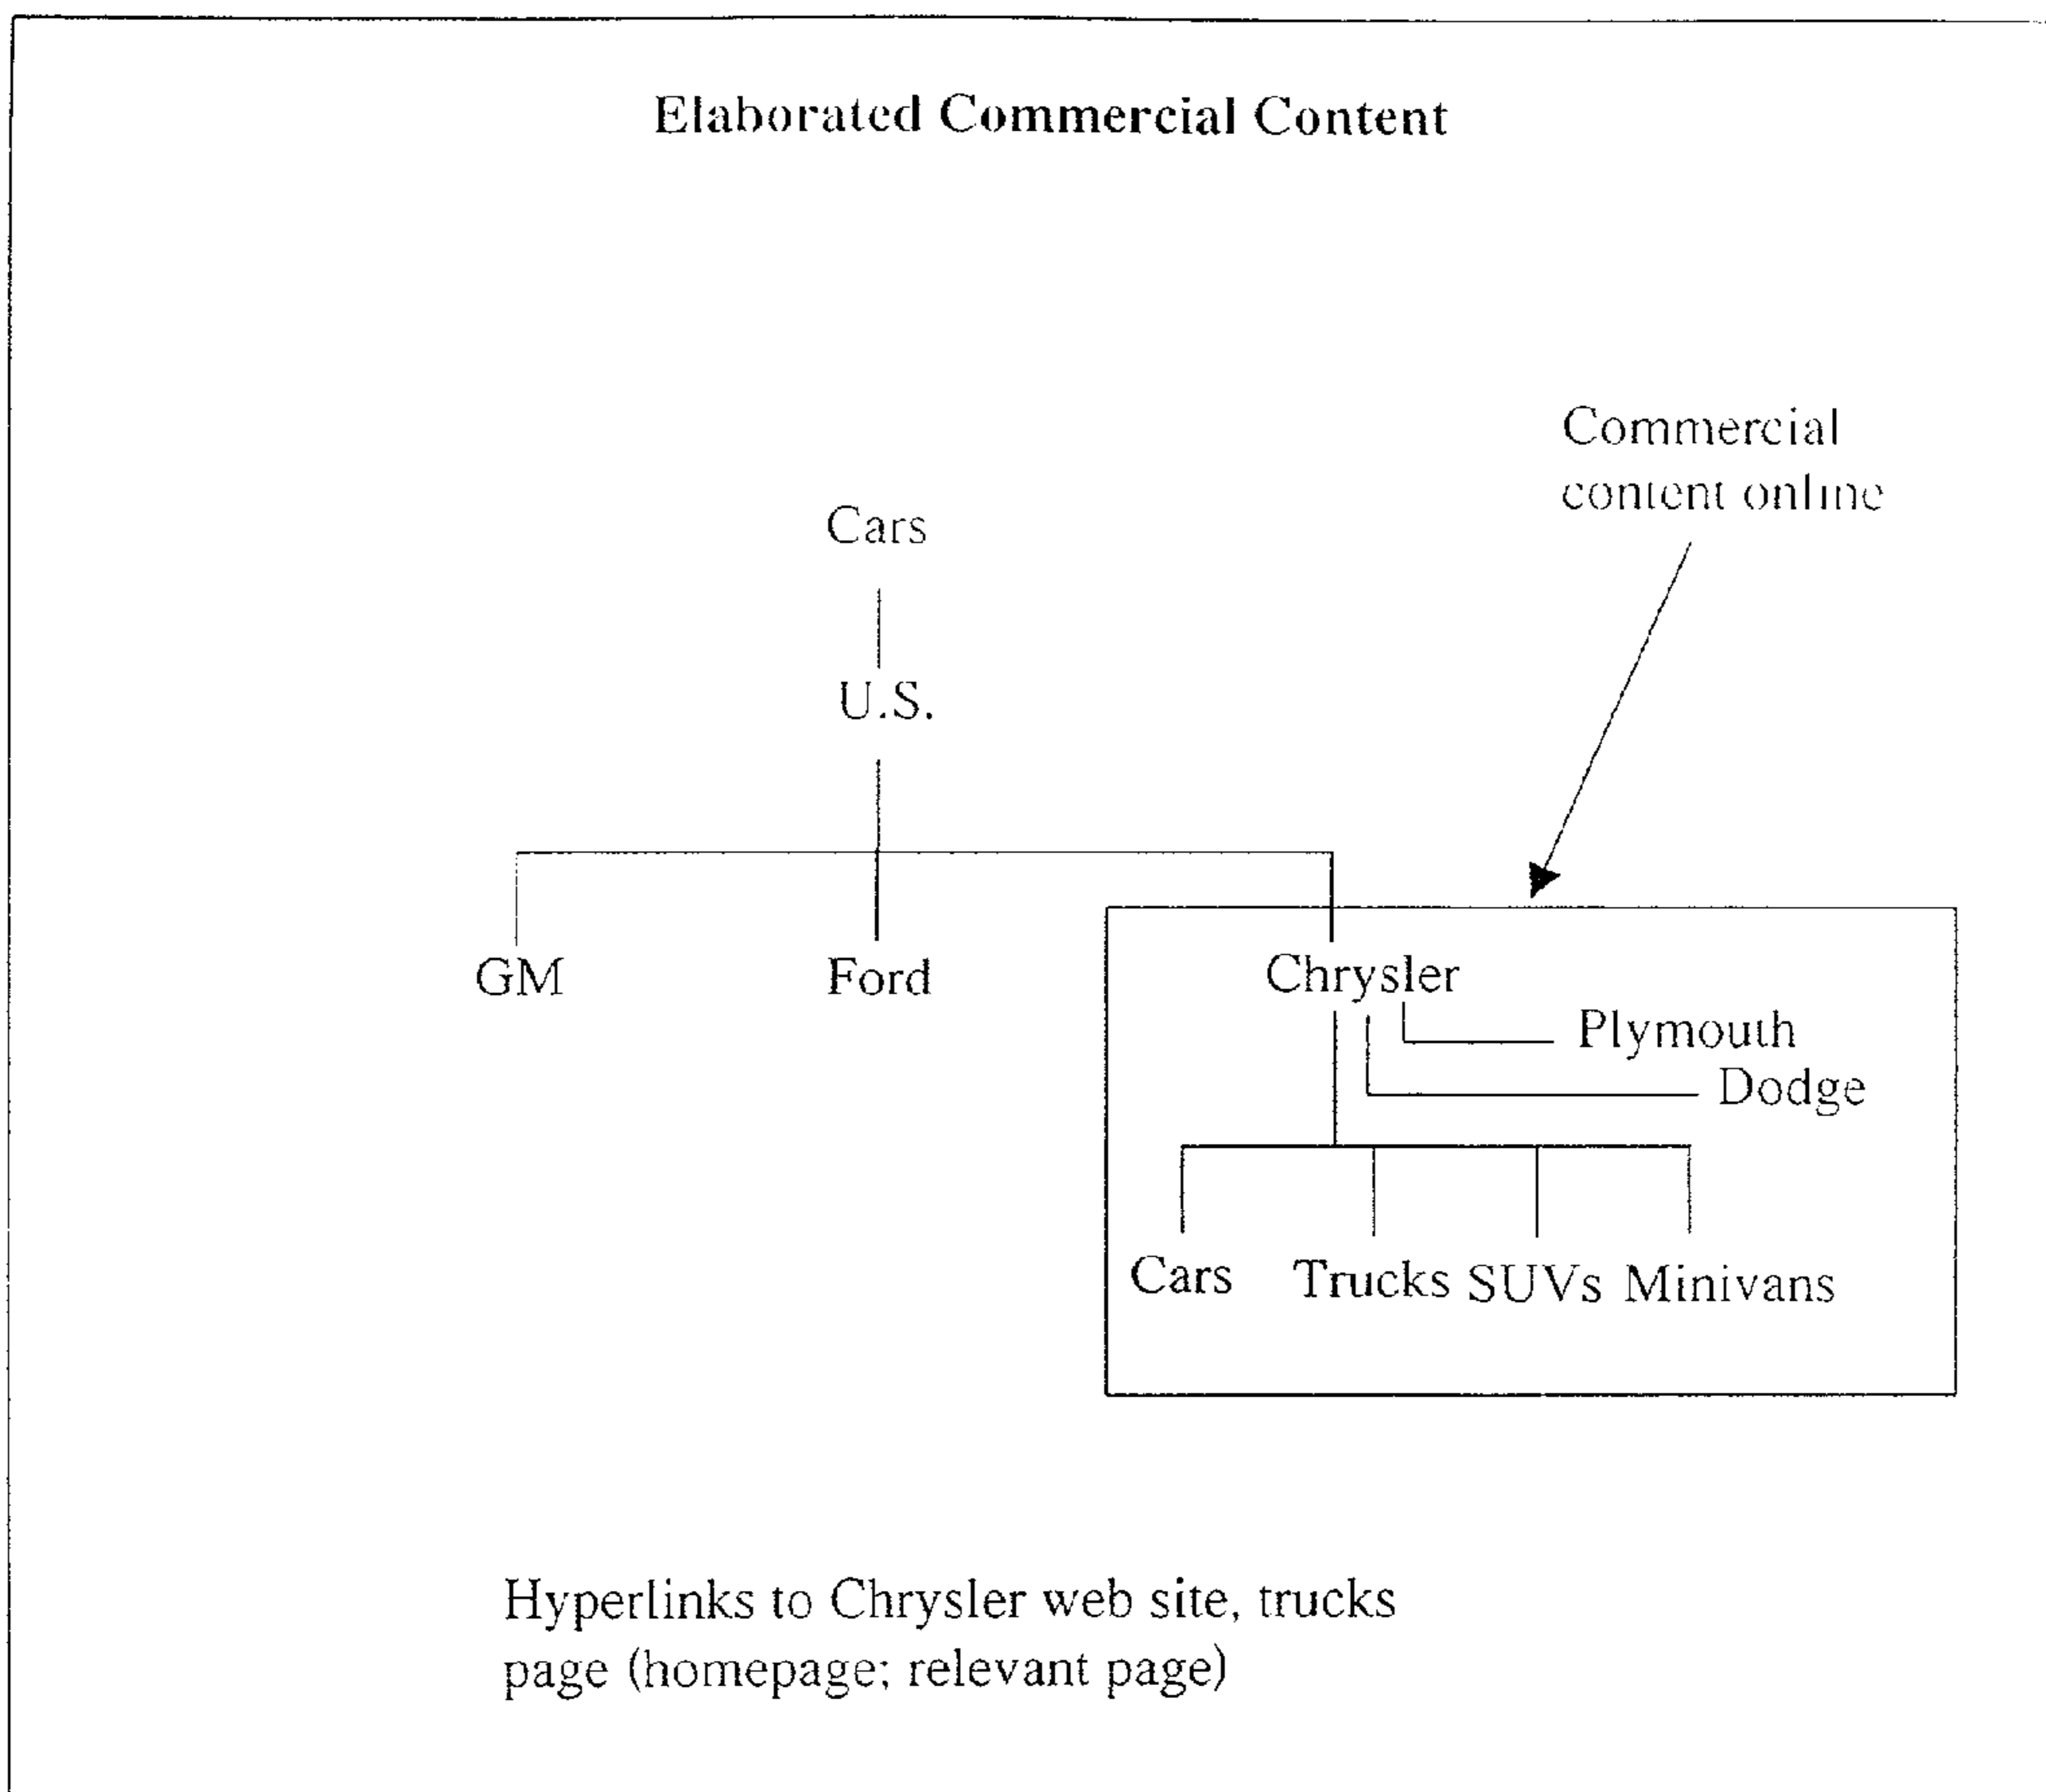 Elaborated Commercial Content
Commercial
content online
Cars
U.S.
GM
Ford
Chrysler
Plymouth
Dodge
Cars
Trucks
SUVs
Minivans
Hyperlinks to Chrysler web site, trucks
page (homepage; relevant page)